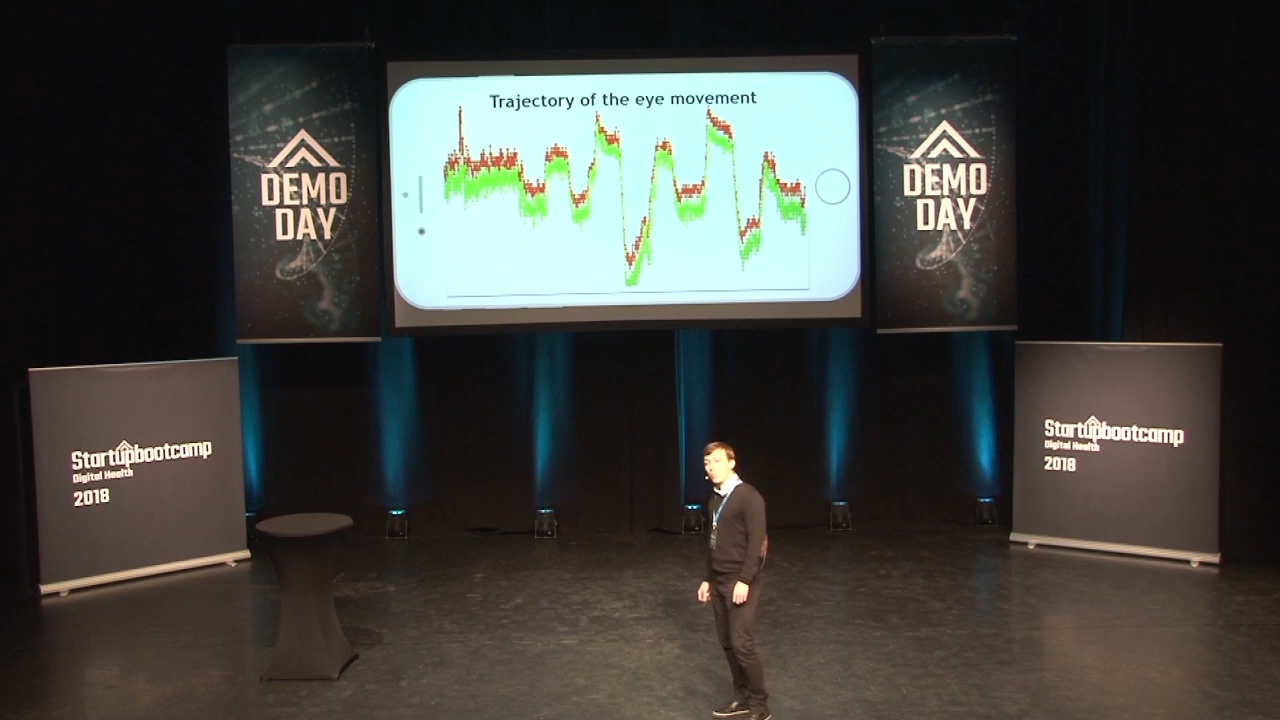 Trajectory of the eye movement
DEMO
DAY
DEMO
DAY
Startupbootcamp
Digital Health
2018
Startupbootcamp
Digital Health
2018